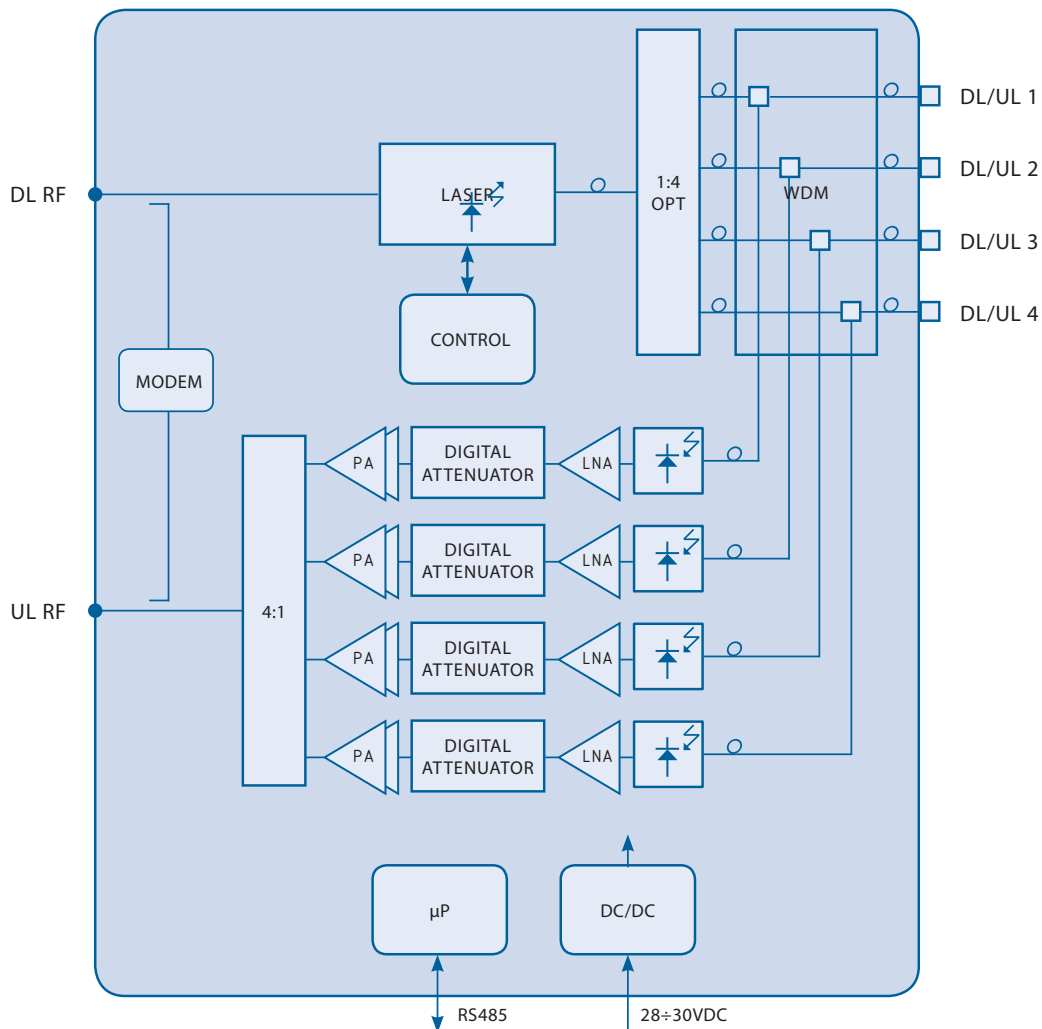 DL/UL 1
DL/UL 2
DL/UL 3
DL/UL 4
DL RF
LASER
1:4
OPT
WDM
CONTROL
MODEM
PA
DIGITAL
ATTENUATOR
LNA
PA
DIGITAL
ATTENUATOR
LNA
UL RF
4:1
PA
DIGITAL
ATTENUATOR
LNA
PA
DIGITAL
ATTENUATOR
LNA
µP
DC/DC
RS485
28÷30VDC